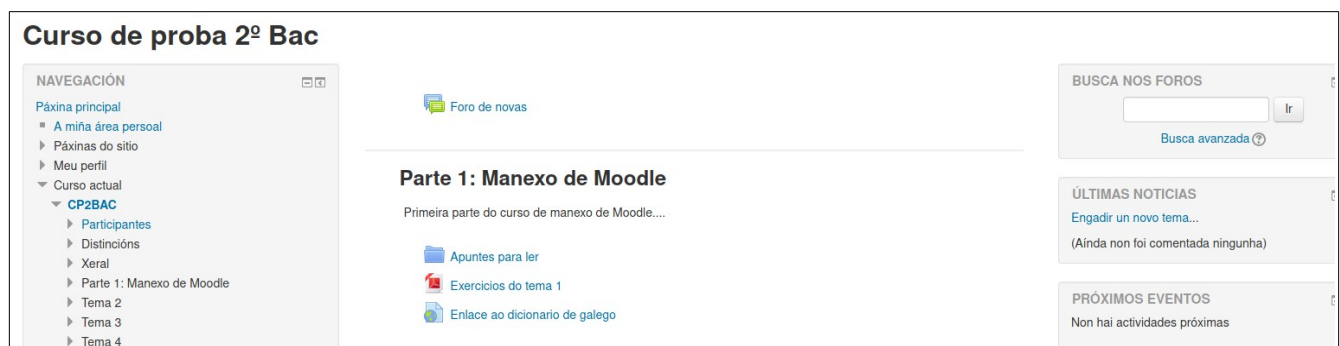 Curso de proba 2º Bac
NAVEGACIÓN
Páxina principal
A miña área persoal
Páxinas do sitio
Meu perfil
Curso actual
CP2BAC
Participantes
Distincións
Xeral
Parte 1: Manexo de Moodle
Tema 2
Tema 3
Tema 4
Foro de novas
Parte 1: Manexo de Moodle
Primeira parte do curso de manexo de Moodle....
Apuntes para ler
Exercicios do tema 1
Enlace ao dicionario de galego
BUSCA NOS FOROS
Ir
Busca avanzada
ÚLTIMAS NOTICIAS
Engadir un novo tema...
(Aínda non foi comentada ningunha)
PRÓXIMOS EVENTOS
Non hai actividades próximas